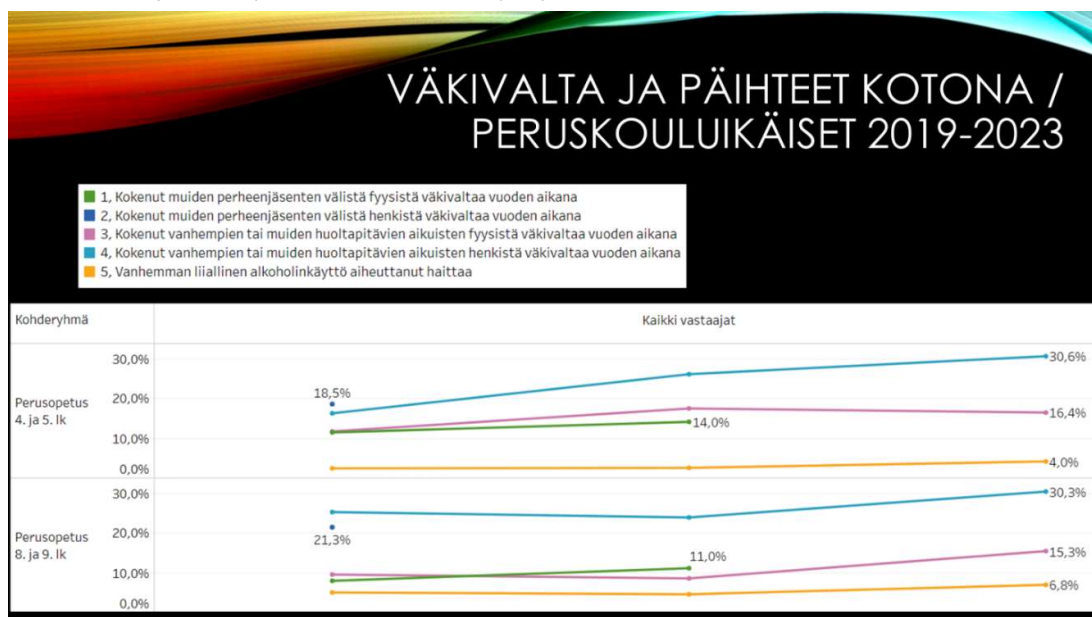 VÄKIVALTA JA PÄIHTEET KOTONA /
PERUSKOULUIKÄISET 2019-2023
1, Kokenut muiden perheenjäsenten välistä fyysistä väkivaltaa vuoden aikana
2, Kokenut muiden perheenjäsenten välistä henkistä väkivaltaa vuoden aikana
3, Kokenut vanhempien tai muiden huoltapitävien aikuisten fyysistä väkivaltaa vuoden aikana
4, Kokenut vanhempien tai muiden huoltapitävien aikuisten henkistä väkivaltaa vuoden aikana
5, Vanhemman liiallinen alkoholinkäyttö aiheuttanut haittaa
Kohderyhmä
Kaikki vastaajat
Perusopetus
4. ja 5. lk
30,0%
20,0%
10,0%
0,0%
18,5%
14,0%
30,6%
16,4%
4,0%
Perusopetus
8. ja 9. lk
30,0%
20,0%
10,0%
0,0%
21,3%
11,0%
30,3%
15,3%
6,8%